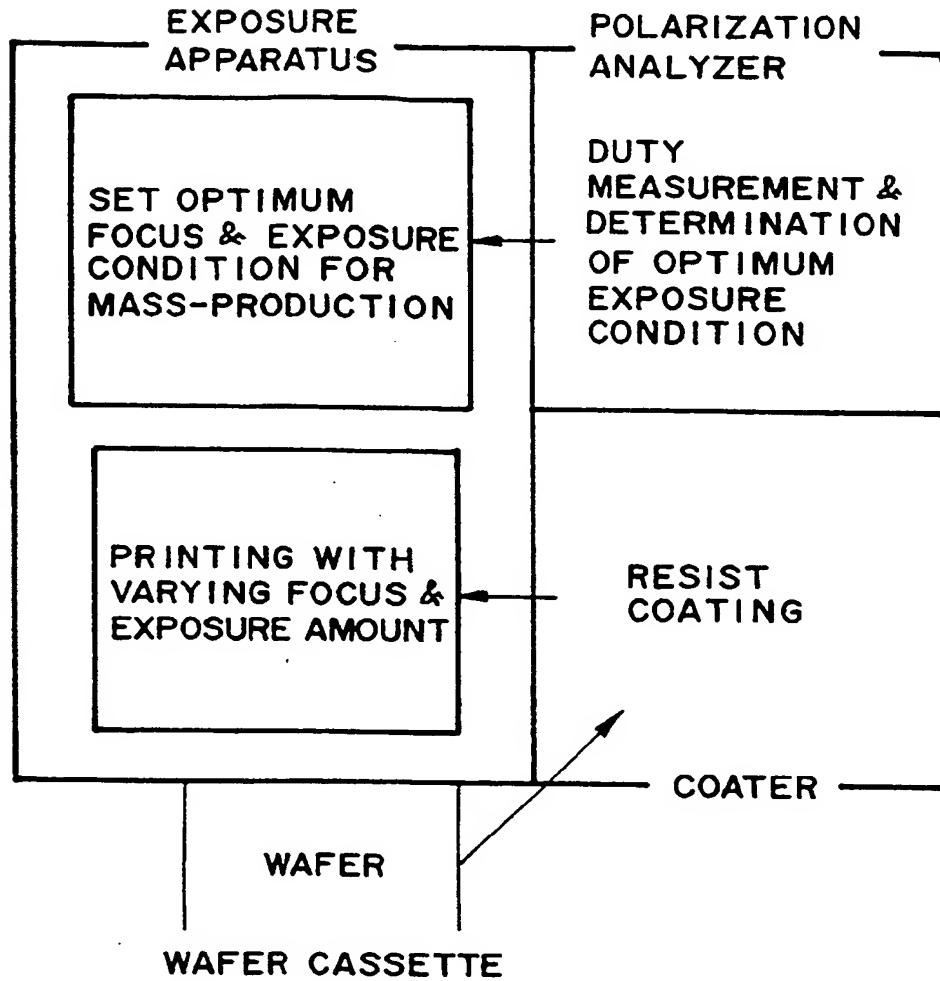 EXPOSURE
APPARATUS
POLARIZATION
ANALYZER
SET OPTIMUM
FOCUS & EXPOSURE
CONDITION FOR
MASS-PRODUCTION
DUTY
MEASUREMENT &
DETERMINATION
OF OPTIMUM
EXPOSURE
CONDITION
PRINTING WITH
VARYING FOCUS &
EXPOSURE AMOUNT
RESIST
COATING
COATER
WAFER
WAFER CASSETTE